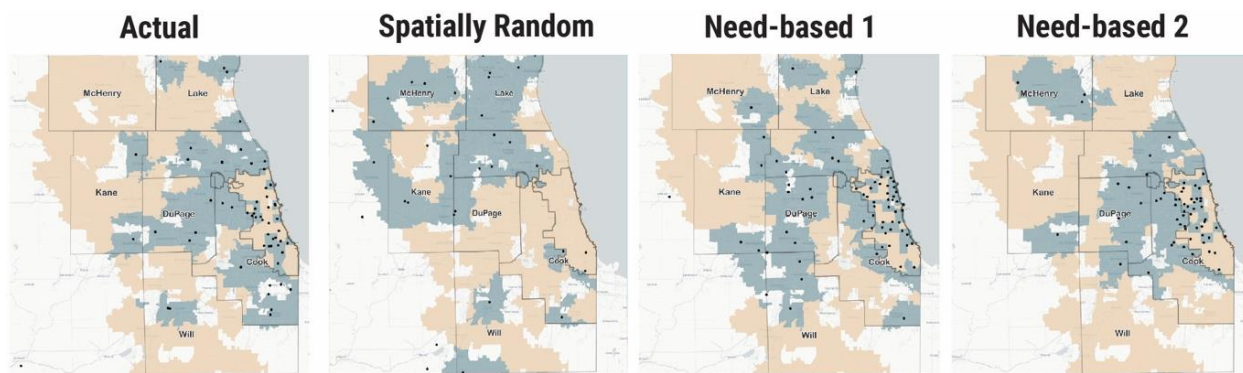 Actual
Spatially Random
Need-based 1
Need-based 2
McHenry
Lake
Kane
DuPage
Cook
Will
McHenry
Lake
Kane
DuPage
Cook
Will
McHenry
Lake
Kane
DuPage
Cook
Will
McHenry
Lake
Kane
DuPage
Cook
Will